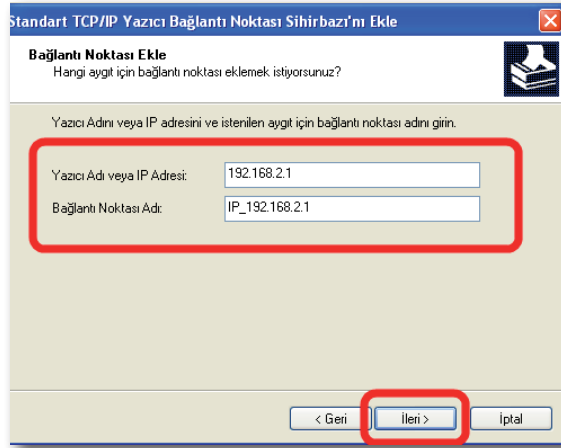 Standart TCP/IP Yazıcı Bağlantı Noktası Sihirbazı'nı Ekle
Bağlantı Noktası Ekle
Hangi aygıt için bağlantı noktası eklemek istiyorsunuz?
Yazıcı Adını veya IP adresini ve istenilen aygıt için bağlantı noktası adını girin.
Yazıcı Adı veya IP Adresi: 192.168.2.1
Bağlantı Noktası Adı: IP_192.168.2.1
< Geri İleri > İptal